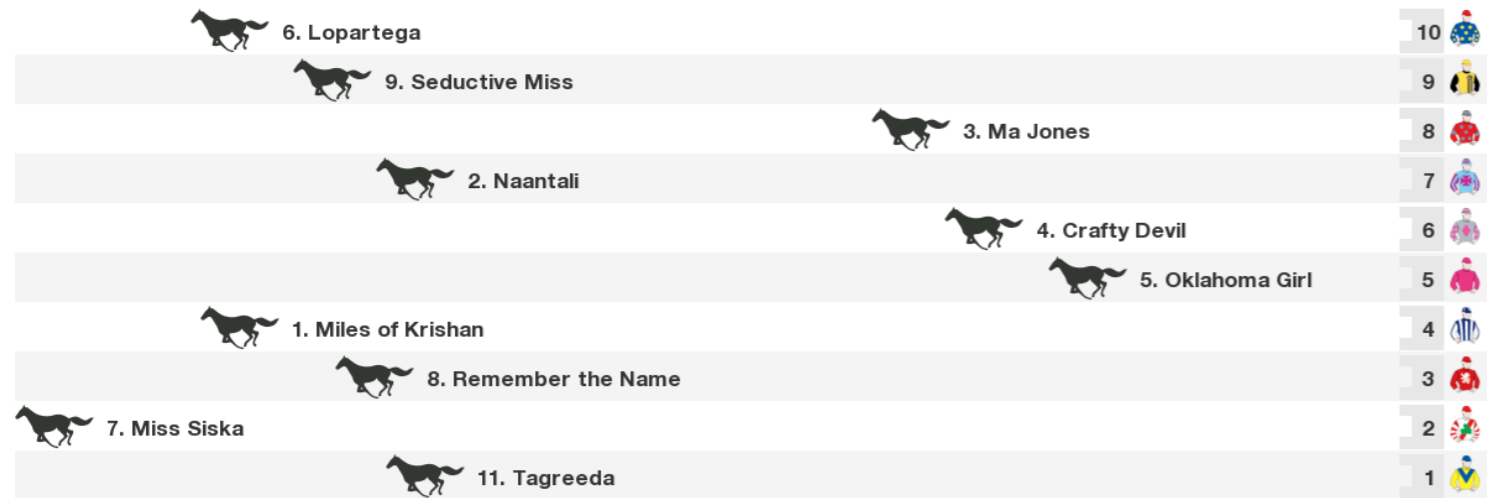 6. Lopartega 10
9. Seductive Miss 9
3. Ma Jones 8
2. Naantali 7
4. Crafty Devil 6
5. Oklahoma Girl 5
1. Miles of Krishan 4
8. Remember the Name 3
7. Miss Siska 2
11. Tagreeda 1